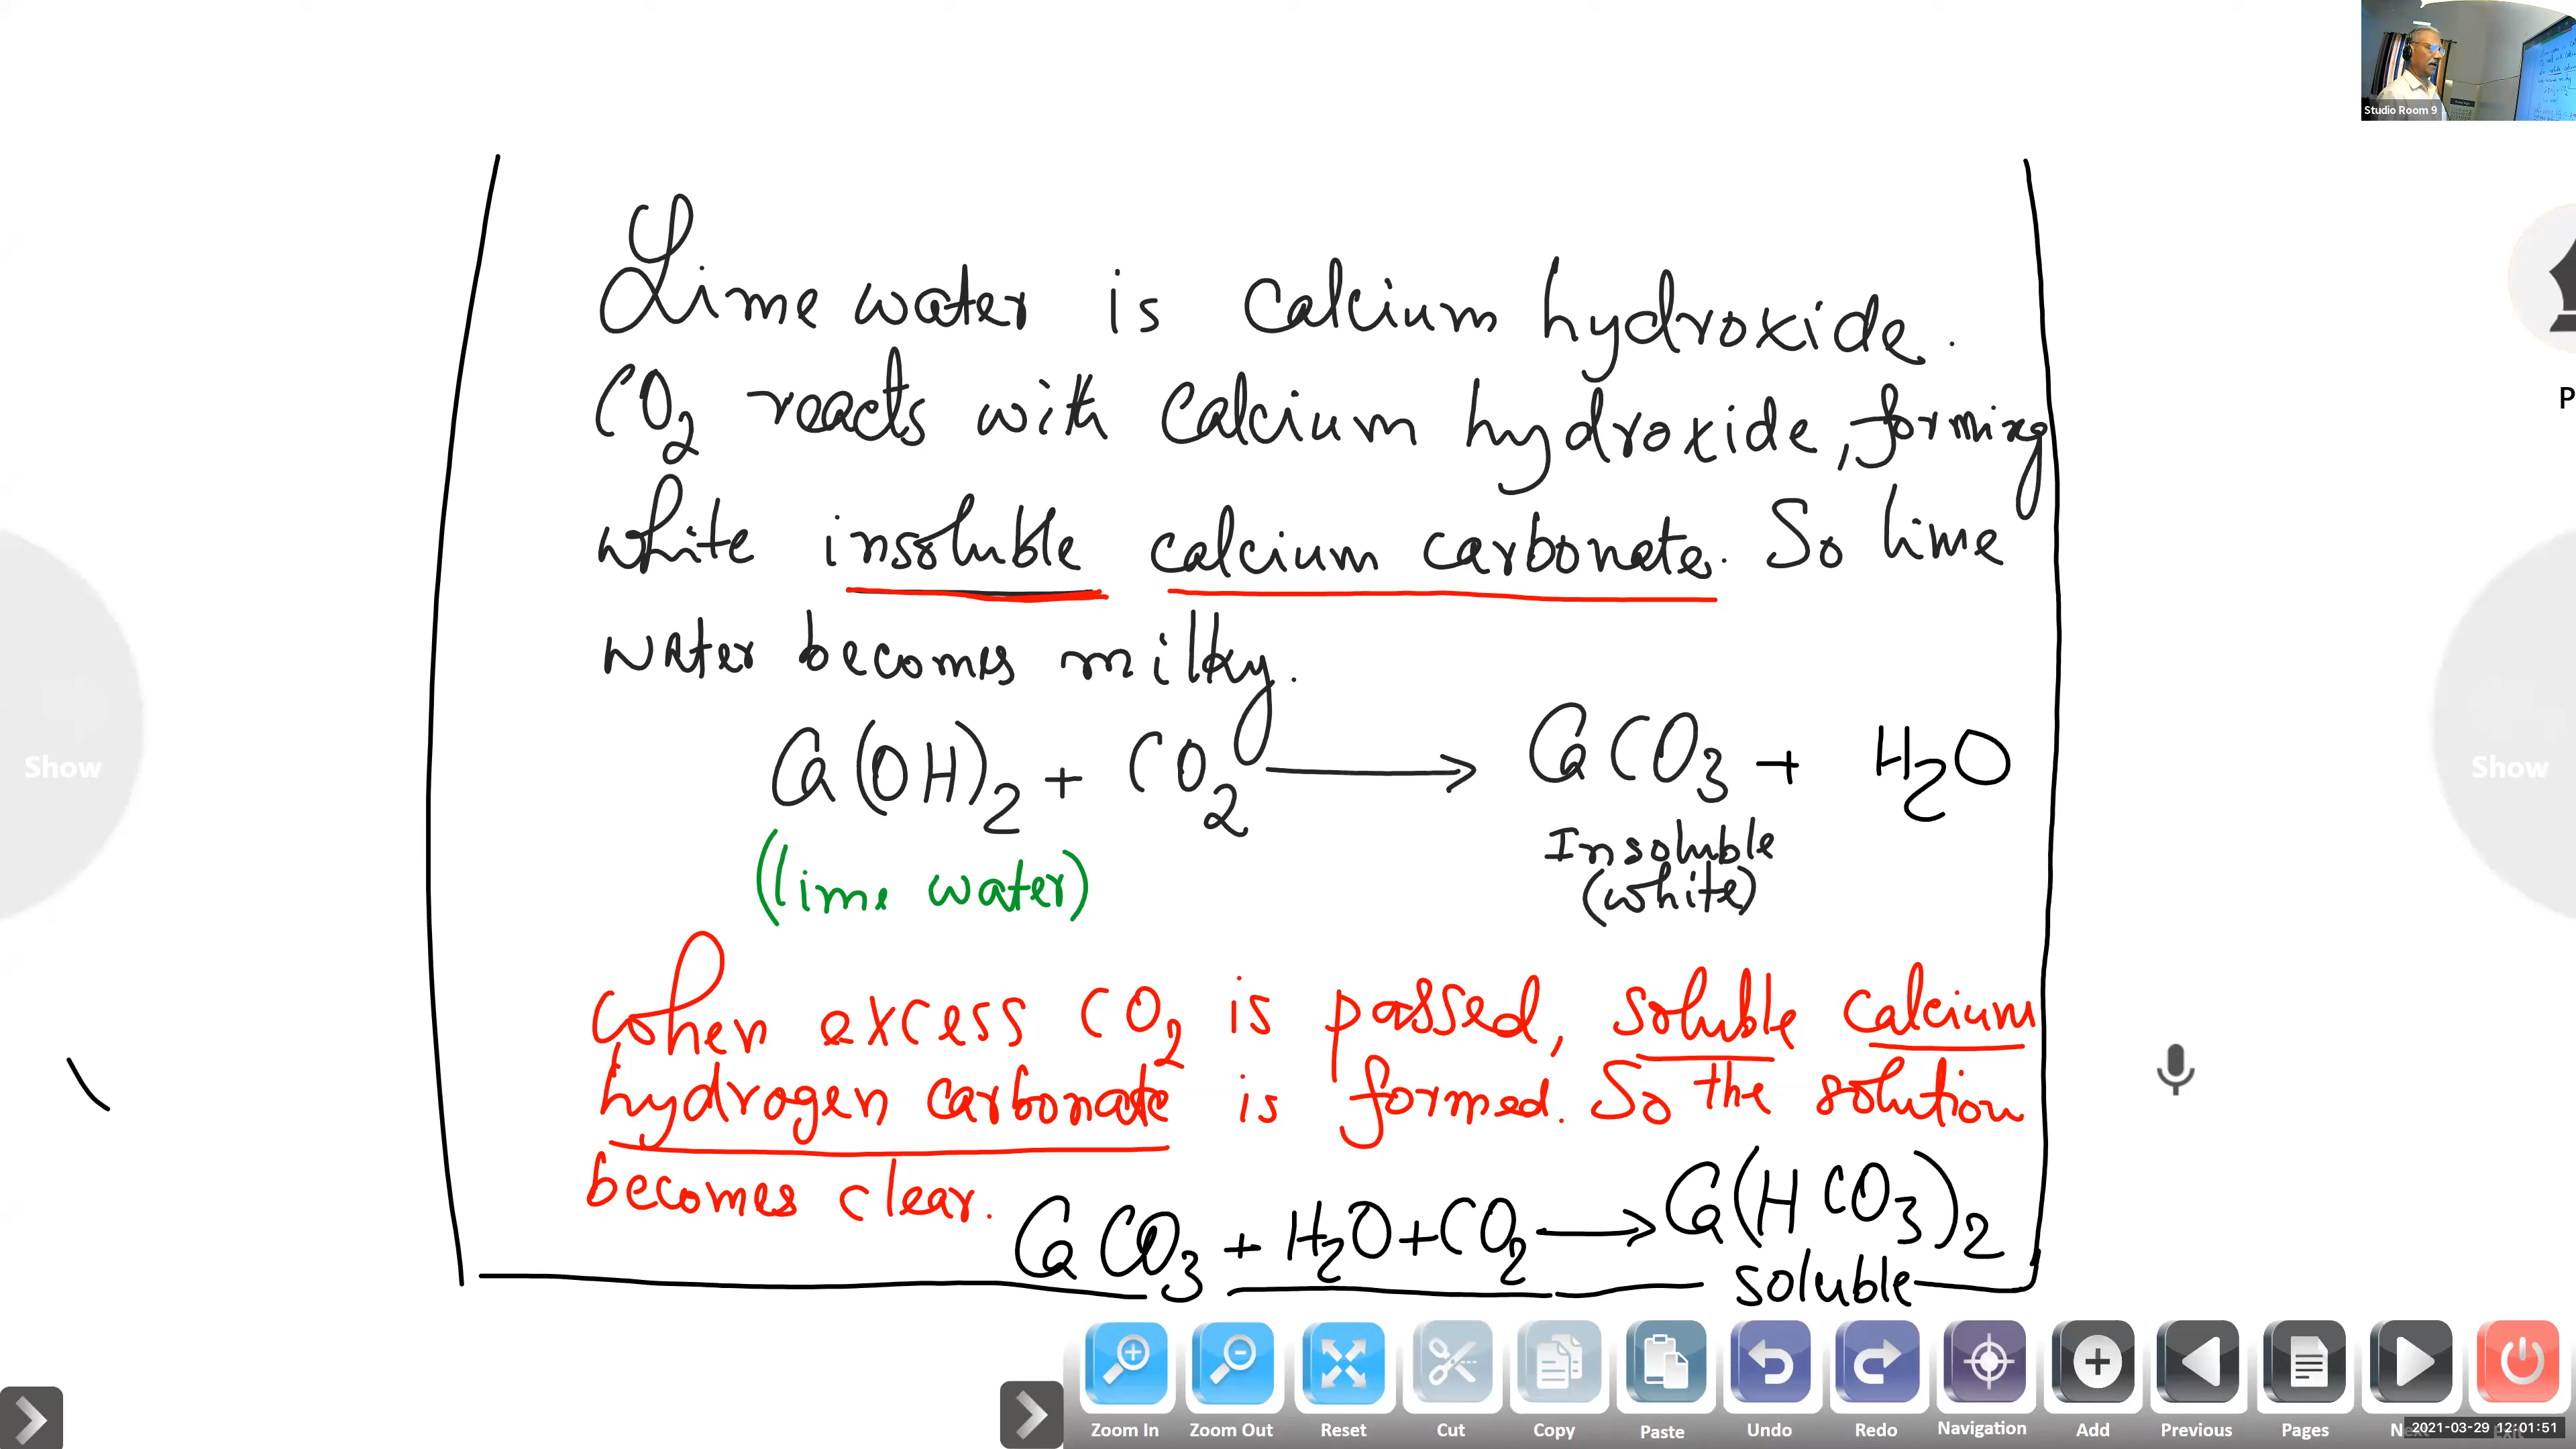 Studio Room 9
Lime water is calcium hydroxide.
CO2 reacts with calcium hydroxide, forming
white insoluble calcium carbonate. So lime
water becomes milky.
Ca(OH)2 + CO2 → CaCO3 + H2O
(lime water)
Insoluble
(white)
When excess CO2 is passed, soluble calcium
hydrogen carbonate is formed. So the solution
becomes clear.
CaCO3 + H2O + CO2 → Ca(HCO3)2
soluble
Show
Show
P
Zoom In Zoom Out Reset Cut Copy Paste Undo Redo Navigation Add Previous Pages
2021-03-29 12:01:51